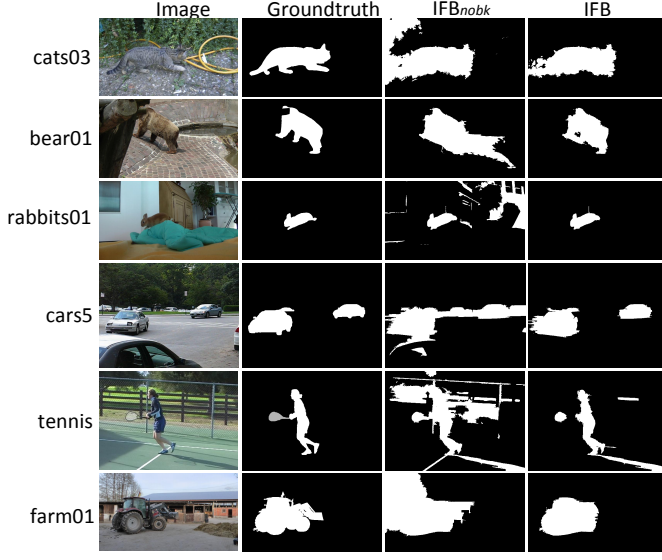 Image Groundtruth IFBnobk IFB
cats03
bear01
rabbits01
cars5
tennis
farm01